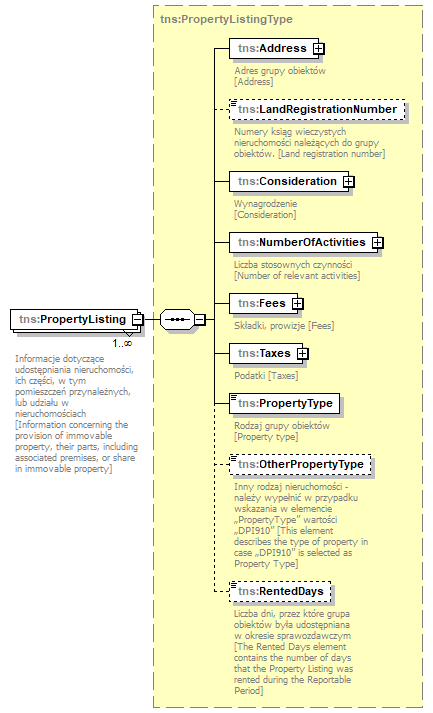 tns:PropertyListingType
tns:Address
Adres grupy obiektów
[Address]
tns:LandRegistrationNumber
Numery ksiąg wieczystych
nieruchomości należących do grupy
obiektów. [Land registration number]
tns:Consideration
Wynagrodzenie
[Consideration]
tns:NumberOfActivities
Liczba stosownych czynności
[Number of relevant activities]
tns:PropertyListing
1..∞
Informacje dotyczące
udostępniania nieruchomości,
ich części, w tym
pomieszczeń przynależnych,
lub udziału w
nieruchomościach
[Information concerning the
provision of immovable
property, their parts, including
associated premises, or share
in immovable property]
tns:Fees
Składki, prowizje [Fees]
tns:Taxes
Podatki [Taxes]
tns:PropertyType
Rodzaj grupy obiektów
[Property type]
tns:OtherPropertyType
Inny rodzaj nieruchomości -
należy wypełnić w przypadku
wskazania w elemencie
„PropertyType” wartości
„DPI910” [This element
describes the type of property in
case „DPI910” is selected as
Property Type]
tns:RentedDays
Liczba dni, przez które grupa
obiektów była udostępniana
w okresie sprawozdawczym
[The Rented Days element
contains the number of days
that the Property Listing was
rented during the Reportable
Period]